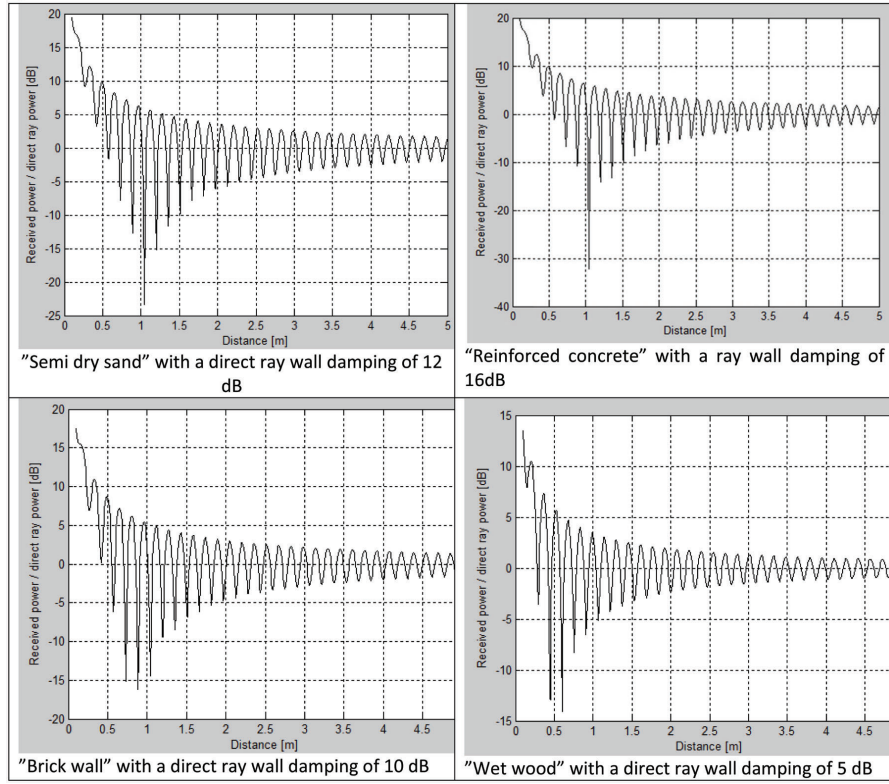 20
15
10
5
0
-5
-10
-15
-20
-25
Received power / direct ray power [dB]
0 0.5 1 1.5 2 2.5 3 3.5 4 4.5 5
Distance [m]
”Semi dry sand” with a direct ray wall damping of 12
dB
20
10
0
-10
-20
-30
-40
Received power / direct ray power [dB]
0 0.5 1 1.5 2 2.5 3 3.5 4 4.5 5
Distance [m]
“Reinforced concrete” with a ray wall damping of
16dB
20
15
10
5
0
-5
-10
-15
-20
Received power / direct ray power [dB]
0 0.5 1 1.5 2 2.5 3 3.5 4 4.5
Distance [m]
”Brick wall” with a direct ray wall damping of 10 dB
15
10
5
0
-5
-10
-15
Received power / direct ray power [dB]
0 0.5 1 1.5 2 2.5 3 3.5 4 4.5
Distance [m]
”Wet wood” with a direct ray wall damping of 5 dB